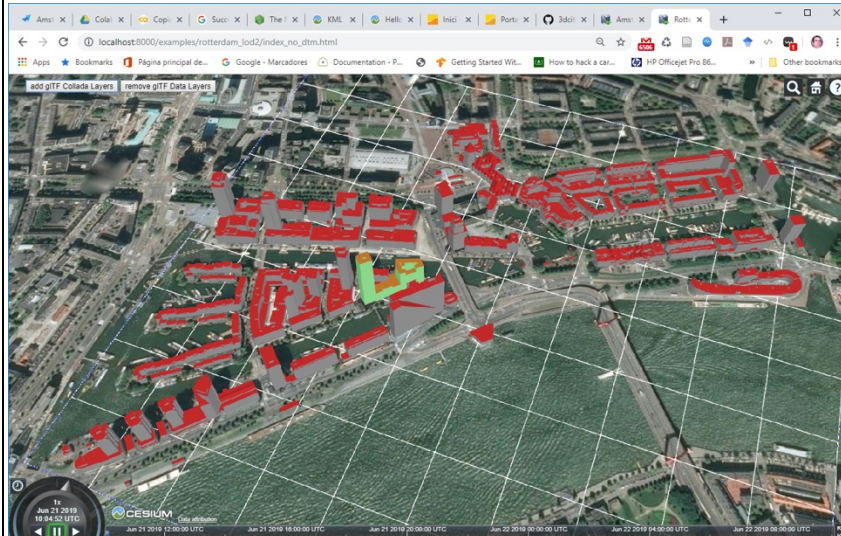 Amst
Colal
Copi
Succ
The I
KML
Hello
Inici
Porta
3dcit
Amst
Rotte
localhost:8000/examples/rotterdam_lod2/index_no_dtm.html
6506
Apps
Bookmarks
Página principal de...
Google - Marcadores
Documentation - P...
Getting Started Wit...
How to hack a car...
HP Officejet Pro 86...
Other bookmarks
add glTF Collada Layers
remove glTF Data Layers
1x
Jun 21 2019
10:04:52 UTC
CESIUM
Data attribution
Jun 21 2019 12:00:00 UTC
Jun 21 2019 16:00:00 UTC
Jun 21 2019 20:00:00 UTC
Jun 22 2019 00:00:00 UTC
Jun 22 2019 04:00:00 UTC
Jun 22 2019 08:00:00 UTC